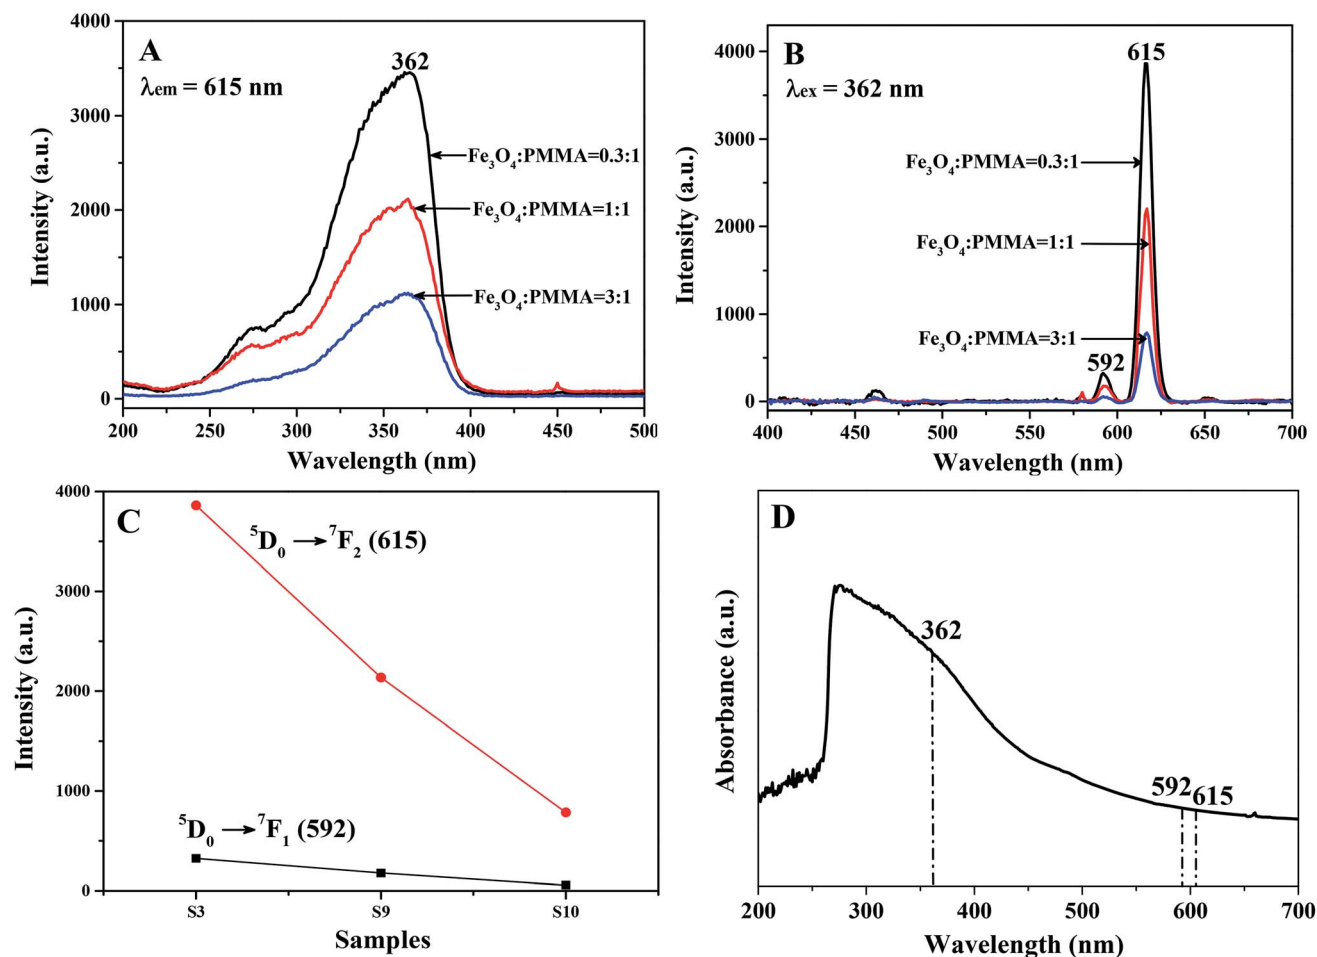 A
λem = 615 nm
362
Fe₃O₄:PMMA=0.3:1
Fe₃O₄:PMMA=1:1
Fe₃O₄:PMMA=3:1
4000
3000
2000
1000
0
Intensity (a.u.)
200 250 300 350 400 450 500
Wavelength (nm)
B
λex = 362 nm
615
Fe₃O₄:PMMA=0.3:1
Fe₃O₄:PMMA=1:1
Fe₃O₄:PMMA=3:1
592
4000
3000
2000
1000
0
Intensity (a.u.)
400 450 500 550 600 650 700
Wavelength (nm)
C
⁵D₀ → ⁷F₂ (615)
⁵D₀ → ⁷F₁ (592)
4000
3000
2000
1000
0
Intensity (a.u.)
S3 S9 S10
Samples
D
362
592
615
Absorbance (a.u.)
200 300 400 500 600 700
Wavelength (nm)